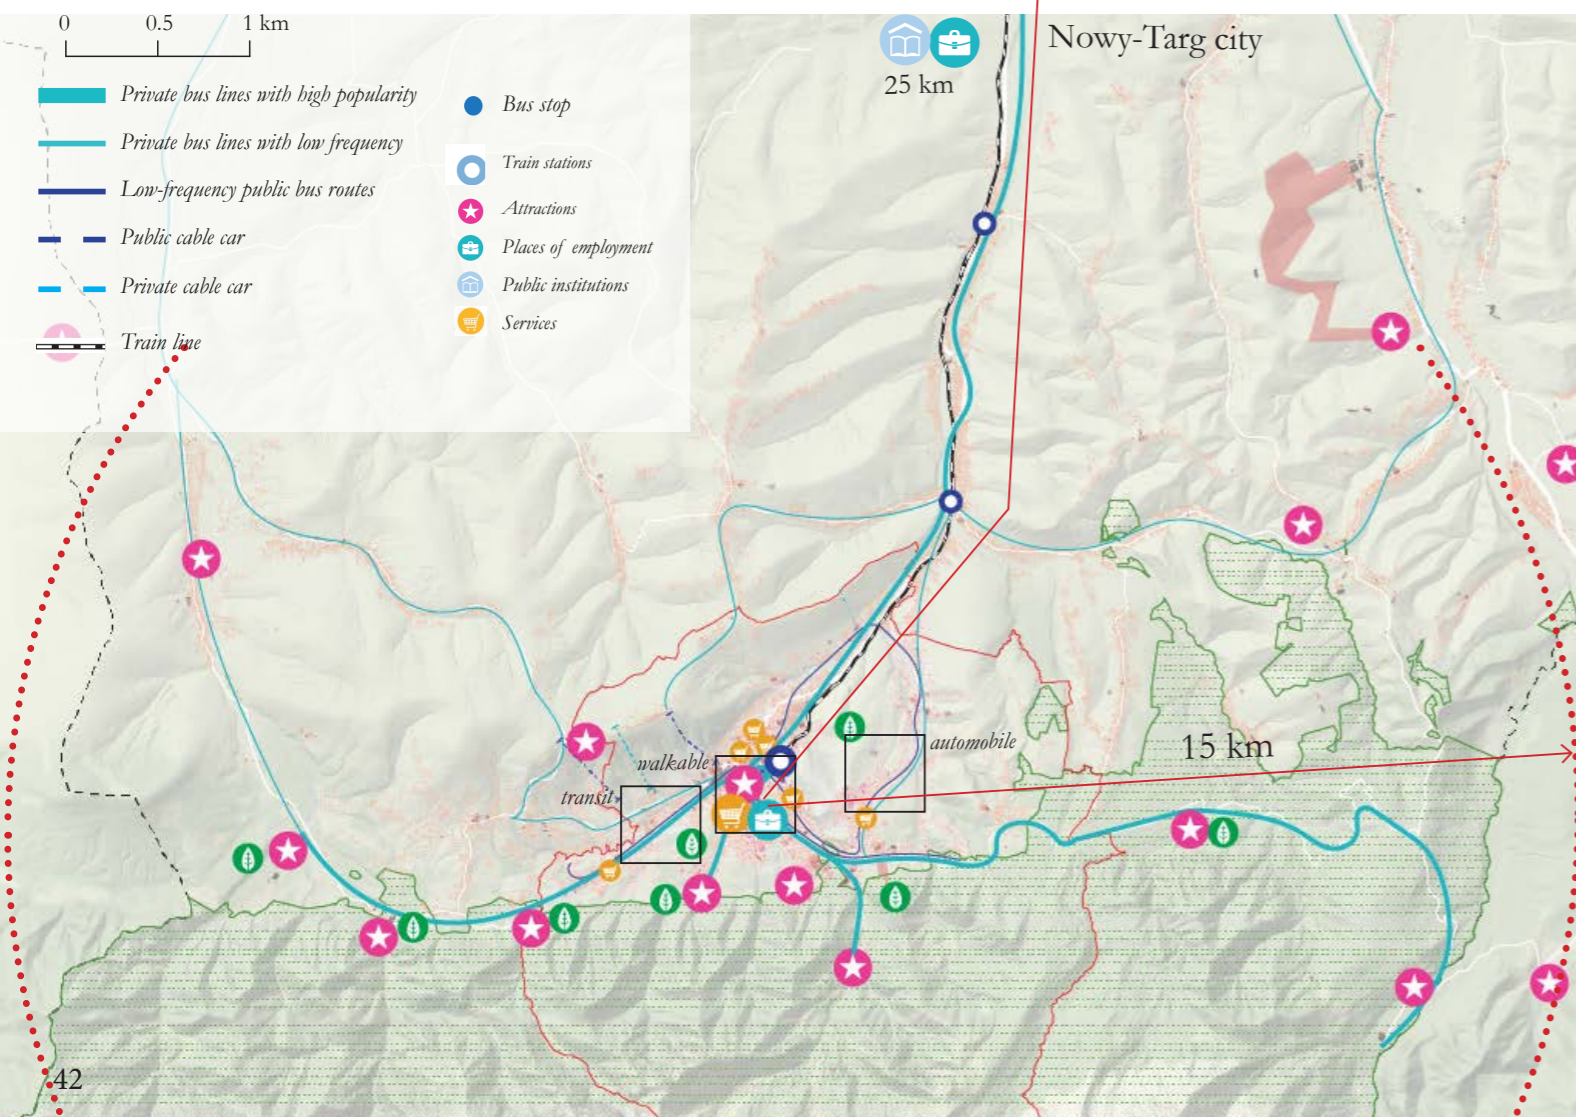 0 0.5 1 km
Private bus lines with high popularity
Private bus lines with low frequency
Low-frequency public bus routes
Public cable car
Private cable car
Train line
Bus stop
Train stations
Attractions
Places of employment
Public institutions
Services
25 km
Nowy-Targ city
walkable
transit
automobile
15 km
42